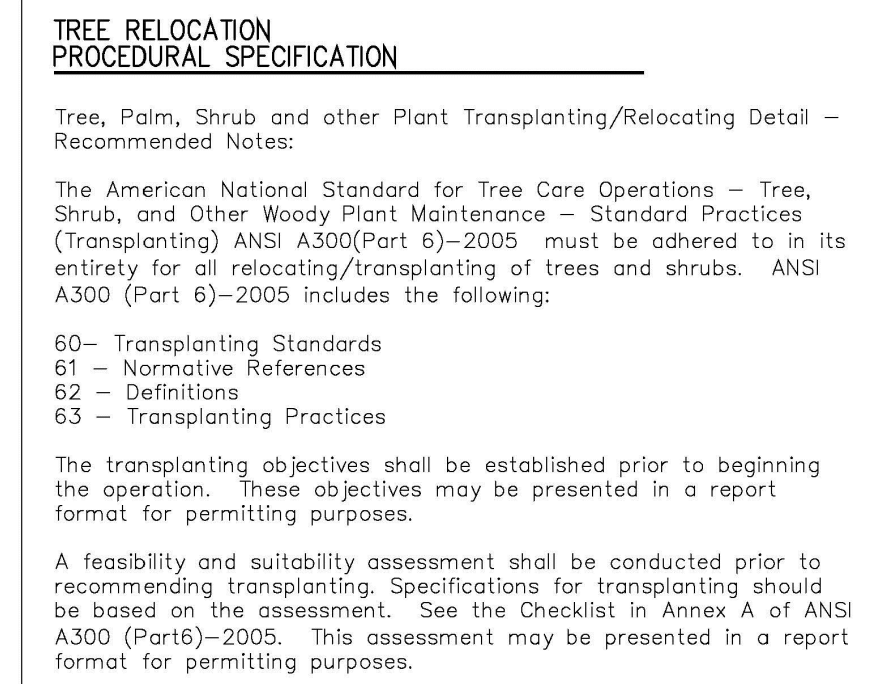 TREE RELOCATION
PROCEDURAL SPECIFICATION
Tree, Palm, Shrub and other Plant Transplanting/Relocating Detail –
Recommended Notes:
The American National Standard for Tree Care Operations – Tree,
Shrub, and Other Woody Plant Maintenance – Standard Practices
(Transplanting) ANSI A300(Part 6)–2005 must be adhered to in its
entirety for all relocating/transplanting of trees and shrubs. ANSI
A300 (Part 6)–2005 includes the following:
60– Transplanting Standards
61 – Normative References
62 – Definitions
63 – Transplanting Practices
The transplanting objectives shall be established prior to beginning
the operation. These objectives may be presented in a report
format for permitting purposes.
A feasibility and suitability assessment shall be conducted prior to
recommending transplanting. Specifications for transplanting should
be based on the assessment. See the Checklist in Annex A of ANSI
A300 (Part6)–2005. This assessment may be presented in a report
format for permitting purposes.